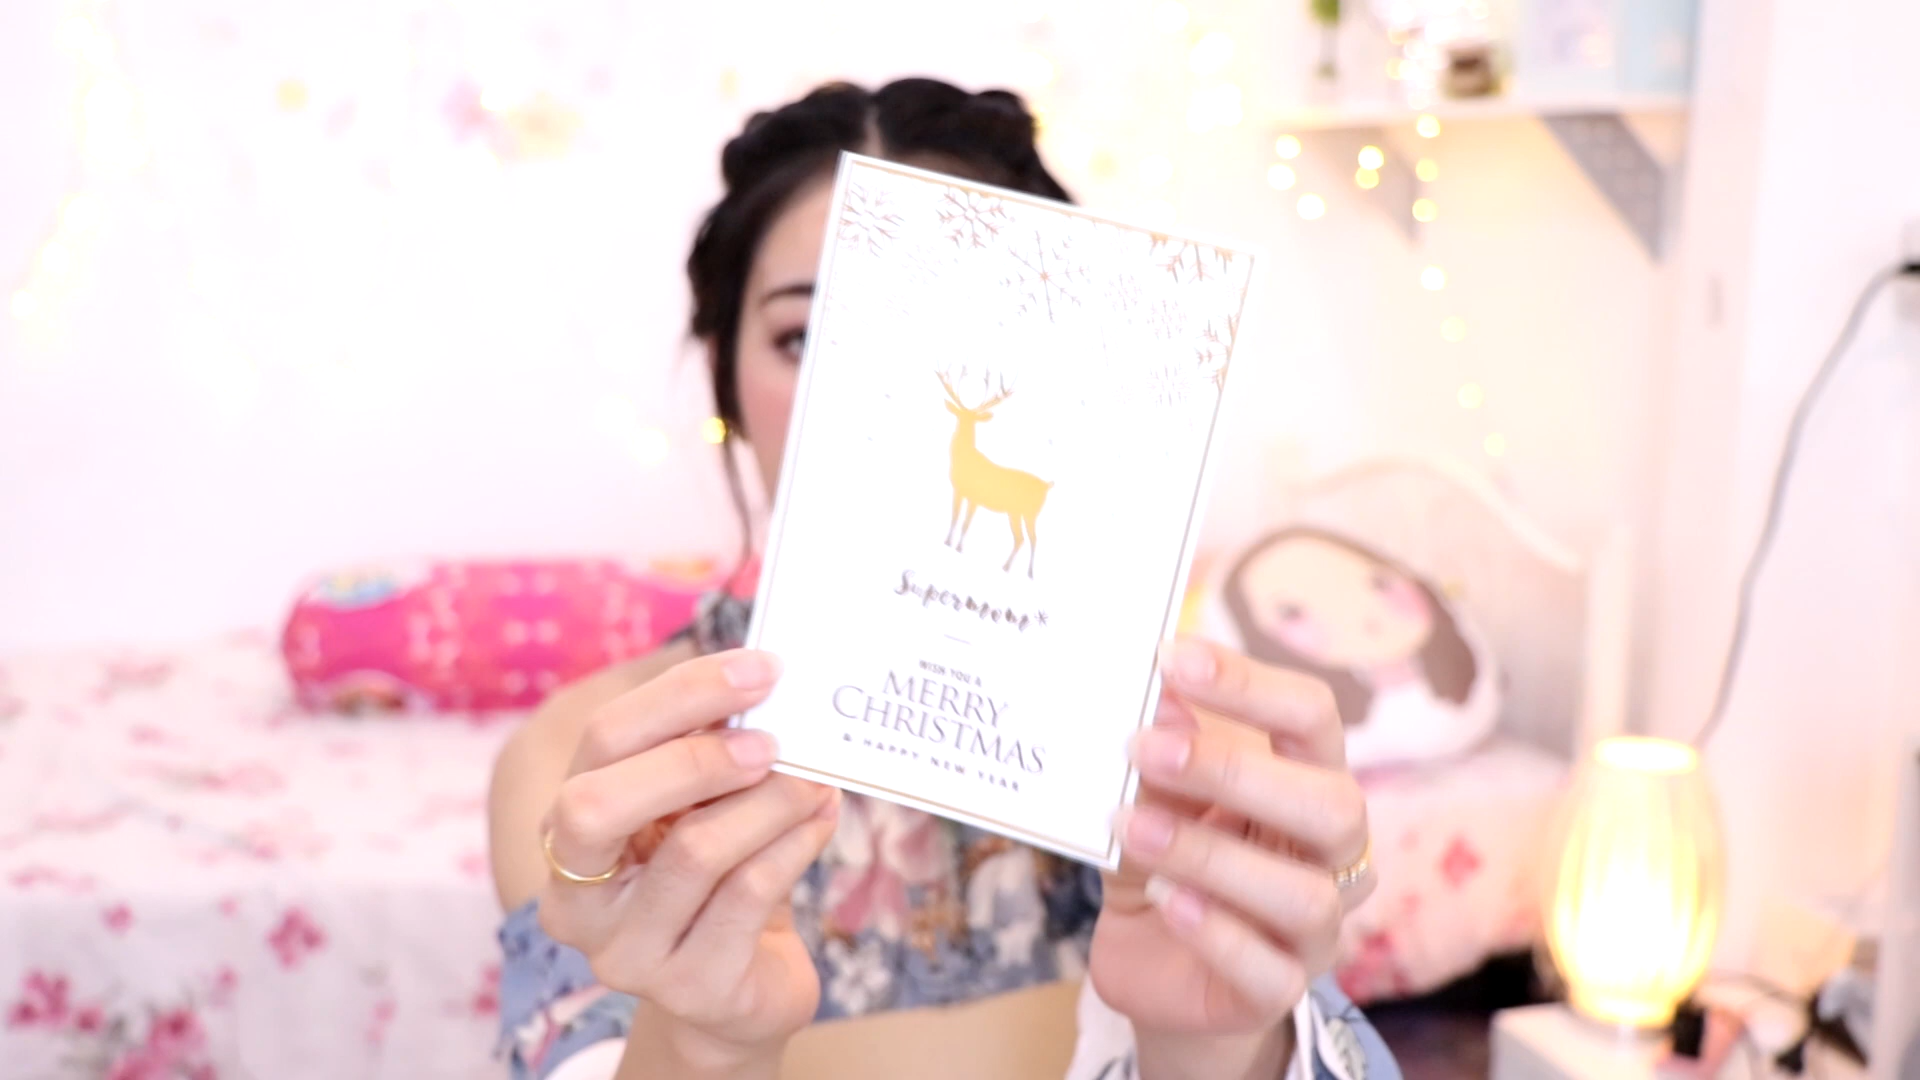 Supermom*
WISH YOU A
MERRY
CHRISTMAS
& HAPPY NEW YEAR